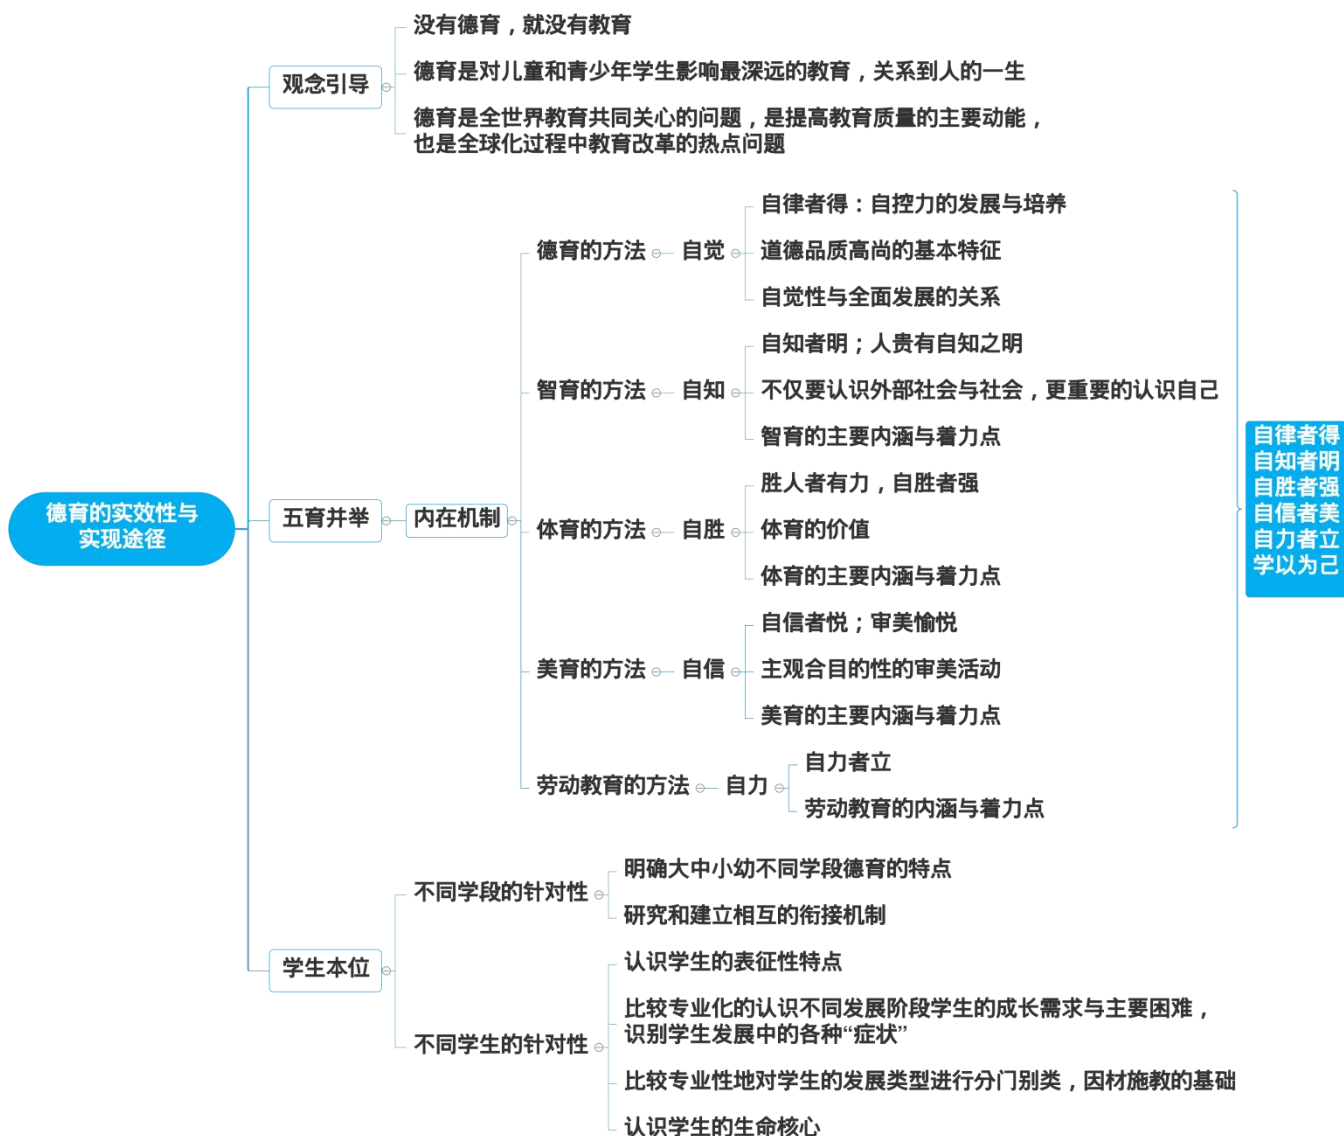 没有德育，就没有教育
观念引导
德育是对儿童和青少年学生影响最深远的教育，关系到人的一生
德育是全世界教育共同关心的问题，是提高教育质量的主要动能，
也是全球化过程中教育改革的热点问题
自律者得：自控力的发展与培养
德育的方法
自觉
道德品质高尚的基本特征
自觉性与全面发展的关系
自知者明；人贵有自知之明
智育的方法
自知
不仅要认识外部社会与社会，更重要的认识自己
智育的主要内涵与着力点
德育的实效性与
实现途径
五育并举
内在机制
胜人者有力，自胜者强
体育的方法
自胜
体育的价值
体育的主要内涵与着力点
自信者悦；审美愉悦
美育的方法
自信
主观合目的性的审美活动
美育的主要内涵与着力点
劳动教育的方法
自力
自力者立
劳动教育的内涵与着力点
自律者得
自知者明
自胜者强
自信者美
自力者立
学以为己
学生本位
不同学段的针对性
明确大中小幼不同学段德育的特点
研究和建立相互的衔接机制
不同学生的针对性
认识学生的表征性特点
比较专业化的认识不同发展阶段学生的成长需求与主要困难，
识别学生发展中的各种“症状”
比较专业性地对学生的发展类型进行分门别类，因材施教的基础
认识学生的生命核心